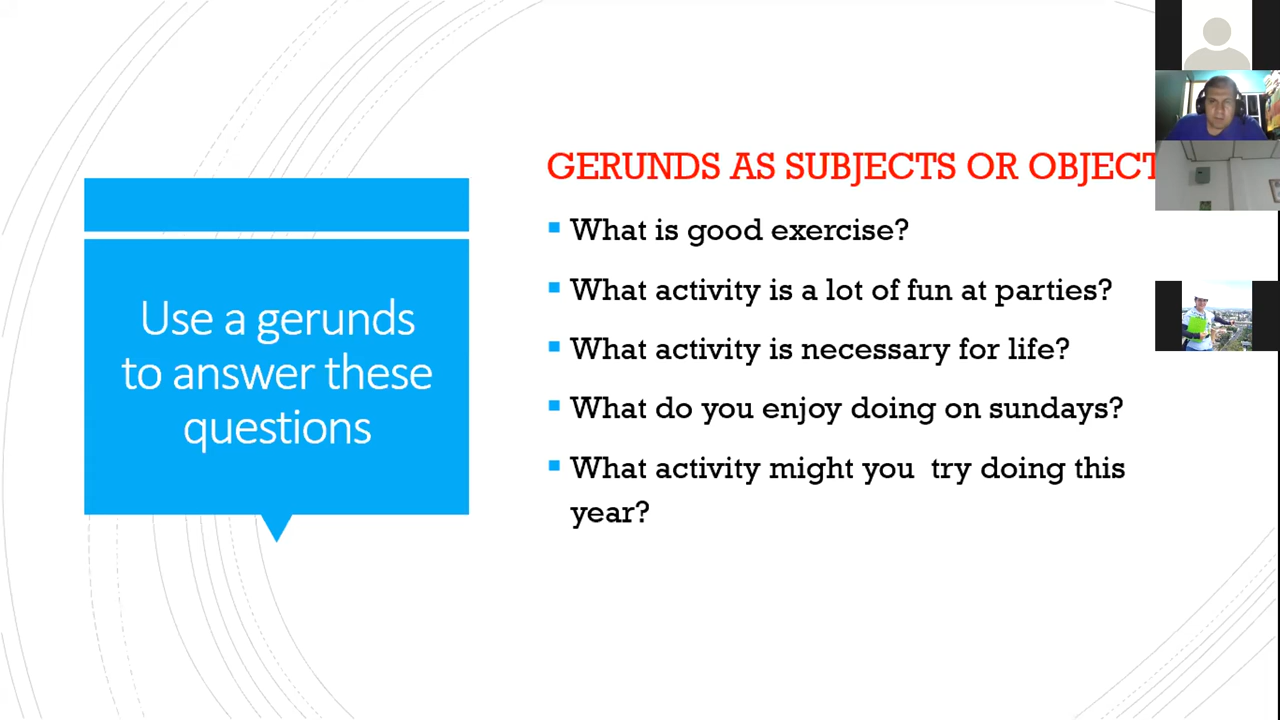 Use a gerunds
to answer these
questions
GERUNDS AS SUBJECTS OR OBJECT
What is good exercise?
What activity is a lot of fun at parties?
What activity is necessary for life?
What do you enjoy doing on sundays?
What activity might you try doing this
year?